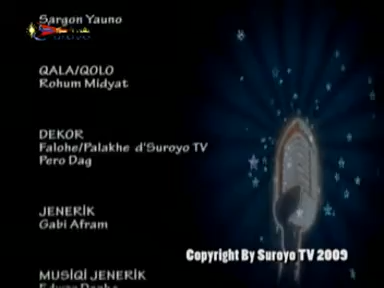 Sargon Yauno
QALA/QOLO
Rohum Midyat
DEKOR
Falohe/Palakhe d'Suroyo TV
Pero Dag
JENERİK
Gabi Afram
Copyright By Suroyo TV 2009
MUSIQI JENERİK